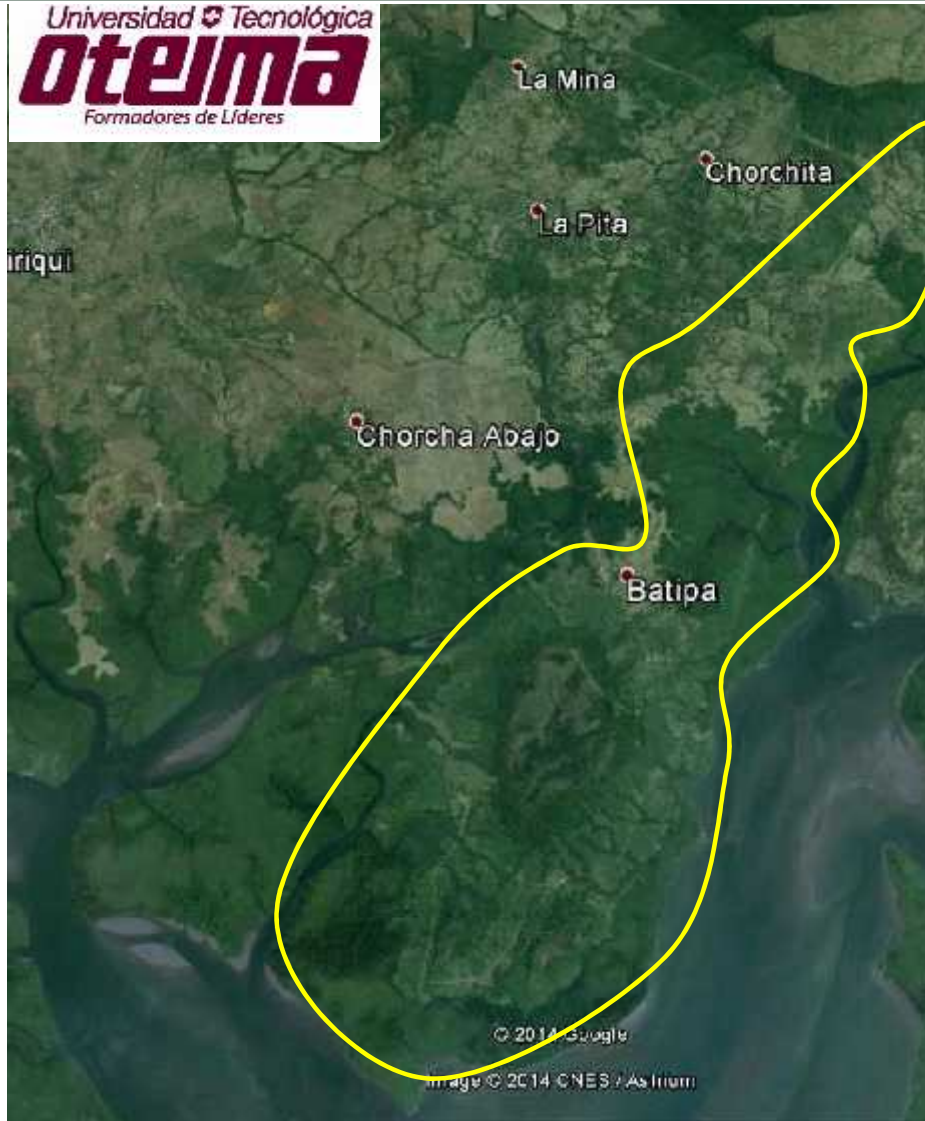 Universidad Tecnológica
oteima
Formadores de Líderes
La Mina
Chorchita
La Pita
iriqui
Chorcha Abajo
Batipa
© 2014 Google
Image © 2014 CNES / Astrium